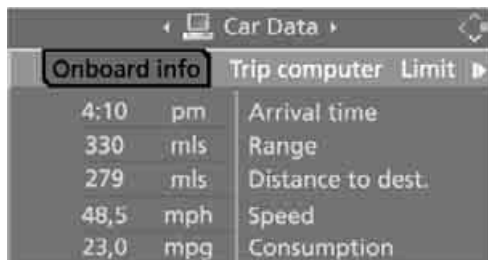 Car Data
Onboard info Trip computer Limit
4:10 pm Arrival time
330 mls Range
279 mls Distance to dest.
48,5 mph Speed
23,0 mpg Consumption